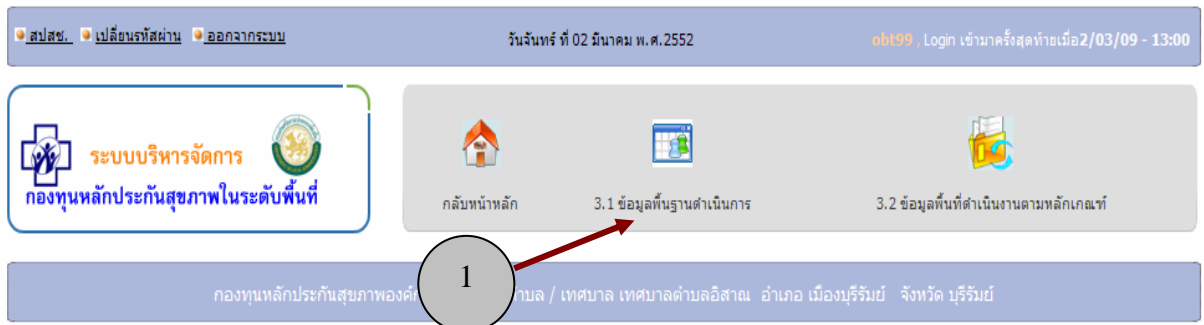 สปสช. เปลี่ยนรหัสผ่าน ออกจากระบบ วันจันทร์ ที่ 02 มีนาคม พ.ศ.2552 obt99 , Login เข้ามาครั้งสุดท้ายเมื่อ2/03/09 - 13:00
ระบบบริหารจัดการ
กองทุนหลักประกันสุขภาพในระดับพื้นที่
กลับหน้าหลัก 3.1 ข้อมูลพื้นฐานดำเนินการ 3.2 ข้อมูลพื้นที่ดำเนินงานตามหลักเกณฑ์
1
กองทุนหลักประกันสุขภาพองค์ / เทศบาล เทศบาลตำบลอิสาณ อำเภอ เมืองบุรีรัมย์ จังหวัด บุรีรัมย์